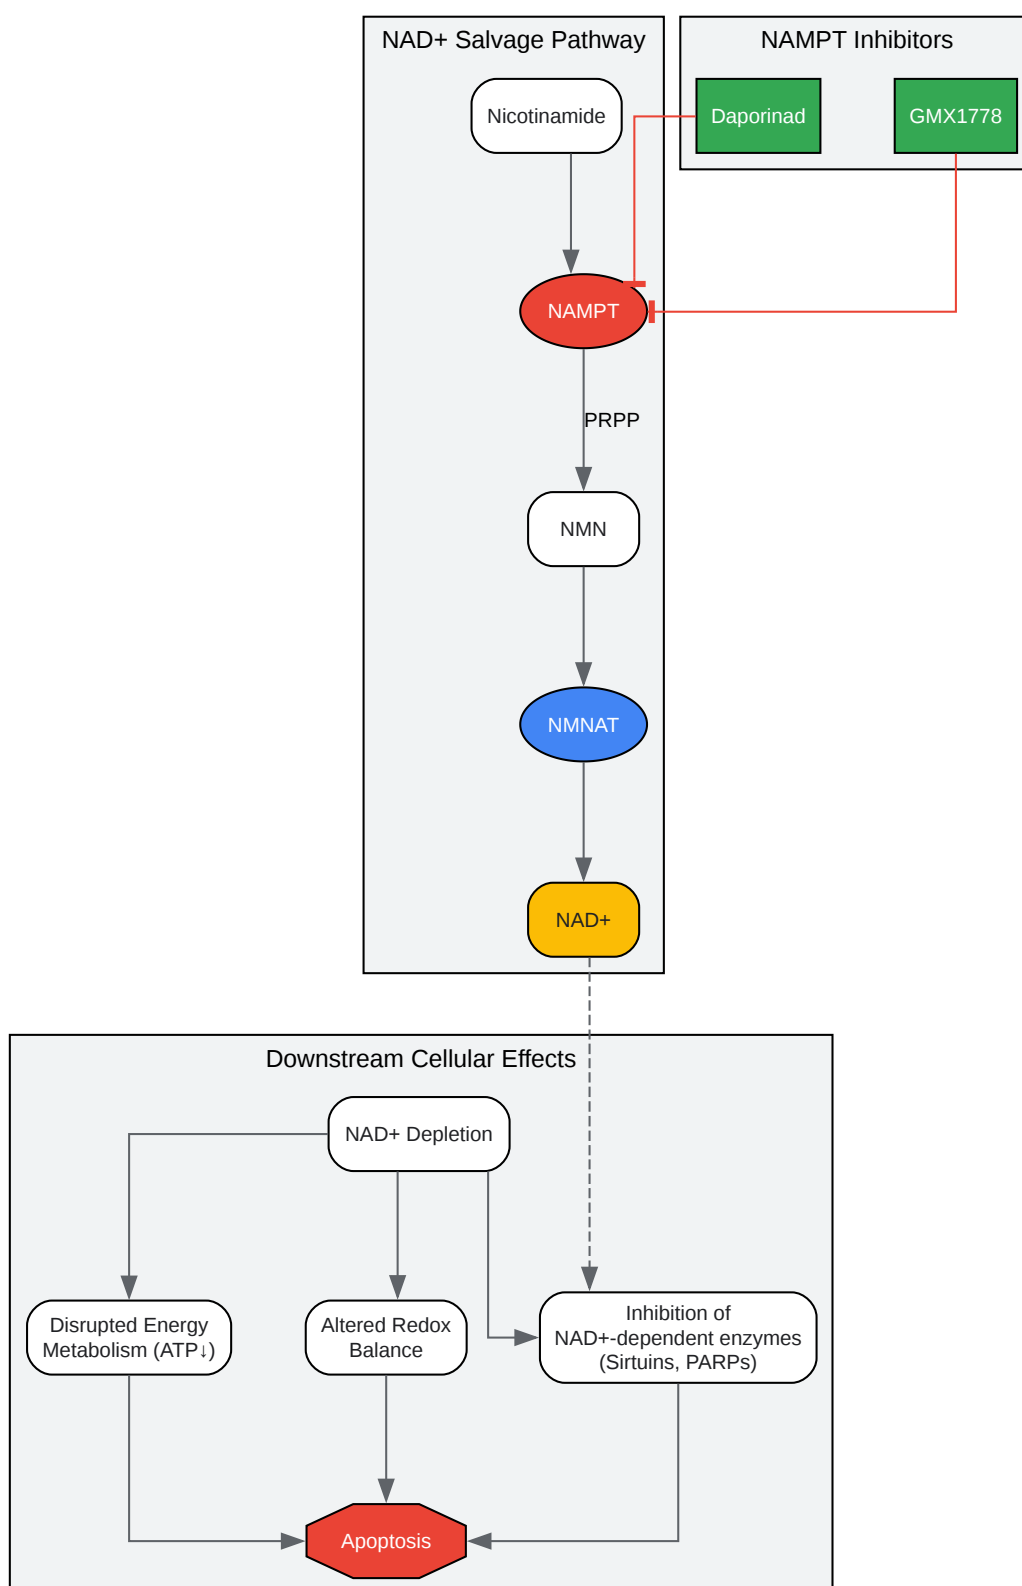 NAD+ Salvage Pathway
NAMPT Inhibitors
Nicotinamide
Daporinad
GMX1778
NAMPT
PRPP
NMN
NMNAT
NAD+
Downstream Cellular Effects
NAD+ Depletion
Disrupted Energy
Metabolism (ATP↓)
Altered Redox
Balance
Inhibition of
NAD+-dependent enzymes
(Sirtuins, PARPs)
Apoptosis